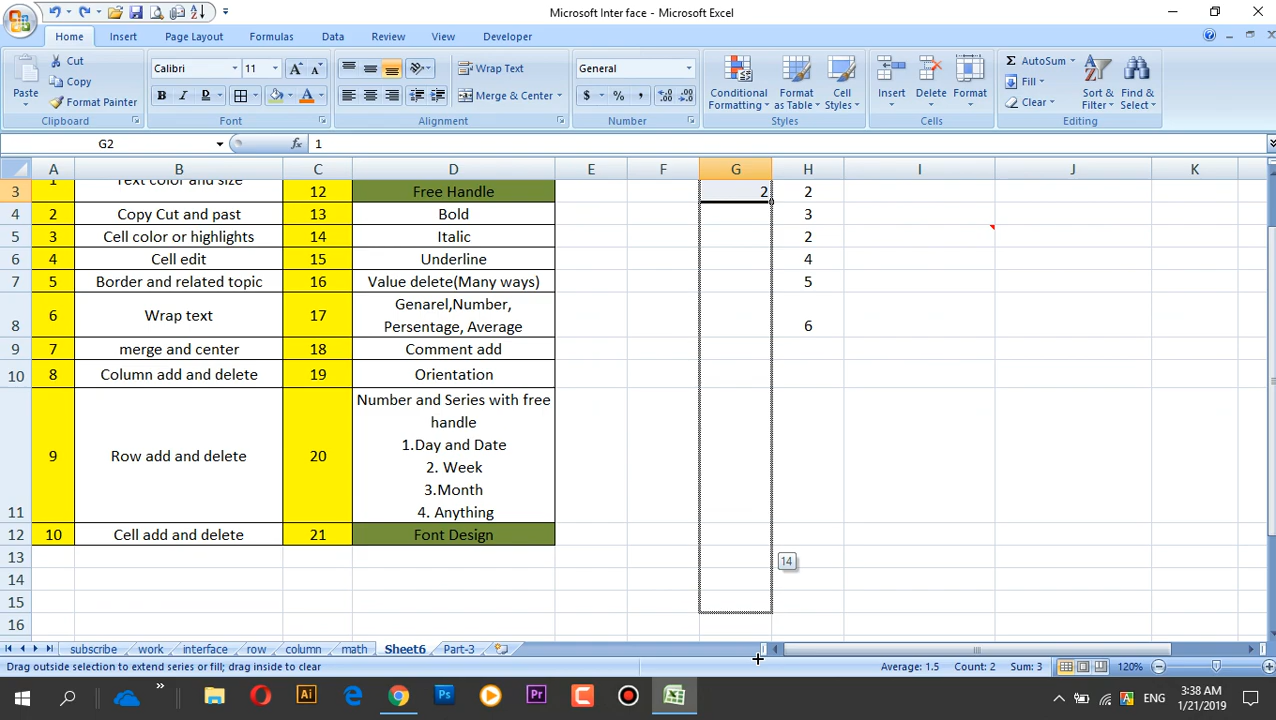 Microsoft Inter face - Microsoft Excel
Home Insert Page Layout Formulas Data Review View Developer
Paste
Cut
Copy
Format Painter
Clipboard
Calibri 11
B I D
Font
Wrap Text
Merge & Center
Alignment
General
$ % ,
Number
Conditional Formatting
Format as Table
Cell Styles
Styles
Insert Delete Format
Cells
Σ AutoSum
Fill
Clear
Sort & Filter
Find & Select
Editing
G2 fx 1
A B C D E F G H I J K
3 1 Text color and size 12 Free Handle 2 2
4 2 Copy Cut and past 13 Bold 3
5 3 Cell color or highlights 14 Italic 2
6 4 Cell edit 15 Underline 4
7 5 Border and related topic 16 Value delete(Many ways) 5
8 6 Wrap text 17 Genarel,Number,
Persentage, Average 6
9 7 merge and center 18 Comment add
10 8 Column add and delete 19 Orientation
11 9 Row add and delete 20 Number and Series with free
handle
1.Day and Date
2. Week
3.Month
4. Anything
12 10 Cell add and delete 21 Font Design
13
14
14
15
16
subscribe work interface row column math Sheet6 Part-3
Drag outside selection to extend series or fill; drag inside to clear Average: 1.5 Count: 2 Sum: 3 120%
Ai e Ps Pr A ENG 3:38 AM
1/21/2019